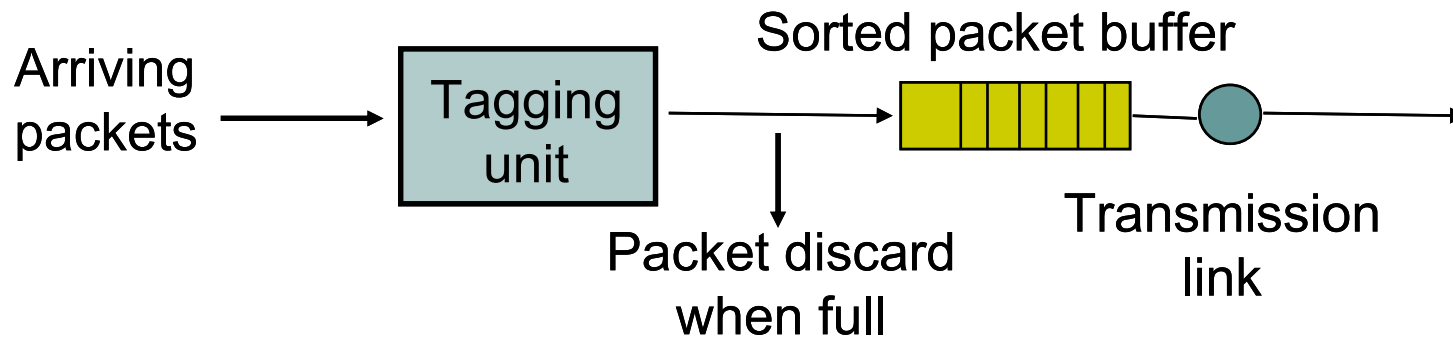 Sorted packet buffer
Arriving
packets
Tagging
unit
Packet discard
when full
Transmission
link